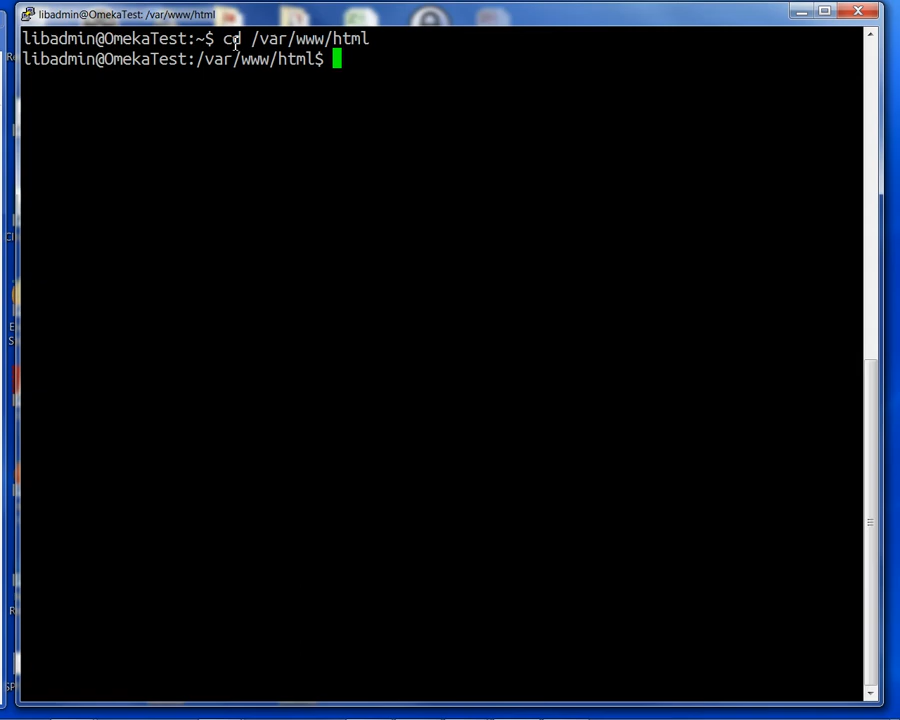 libadmin@OmekaTest: /var/www/html
libadmin@OmekaTest:~$ cd /var/www/html
libadmin@OmekaTest:/var/www/html$